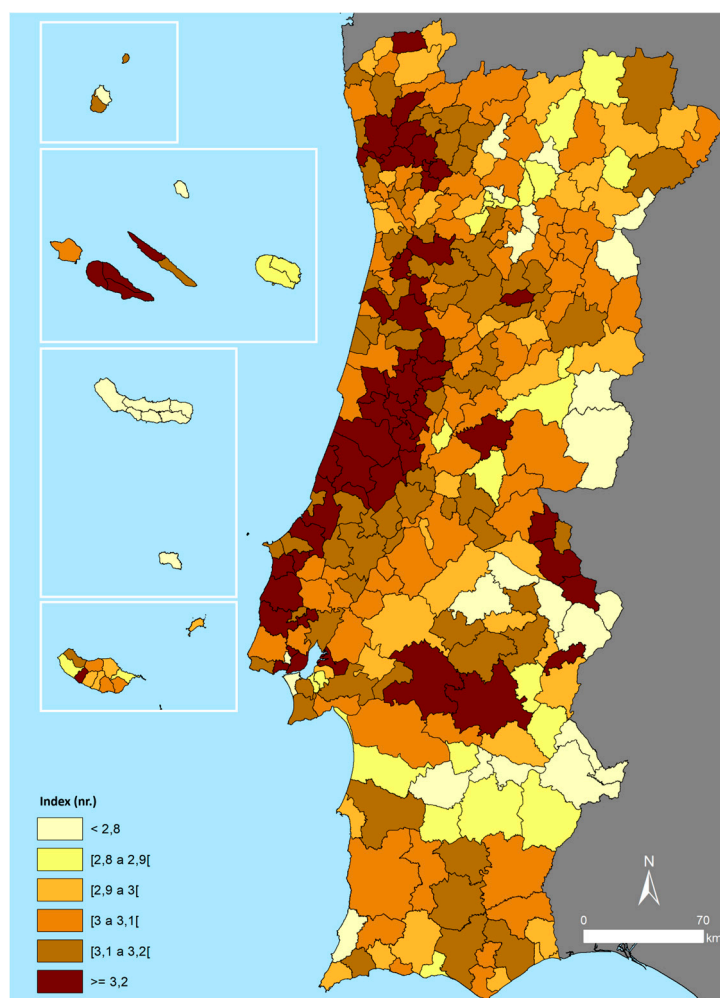 Index (nr.)
< 2,8
[2,8 a 2,9[
[2,9 a 3[
[3 a 3,1[
[3,1 a 3,2[
>= 3,2
N
0 70
km